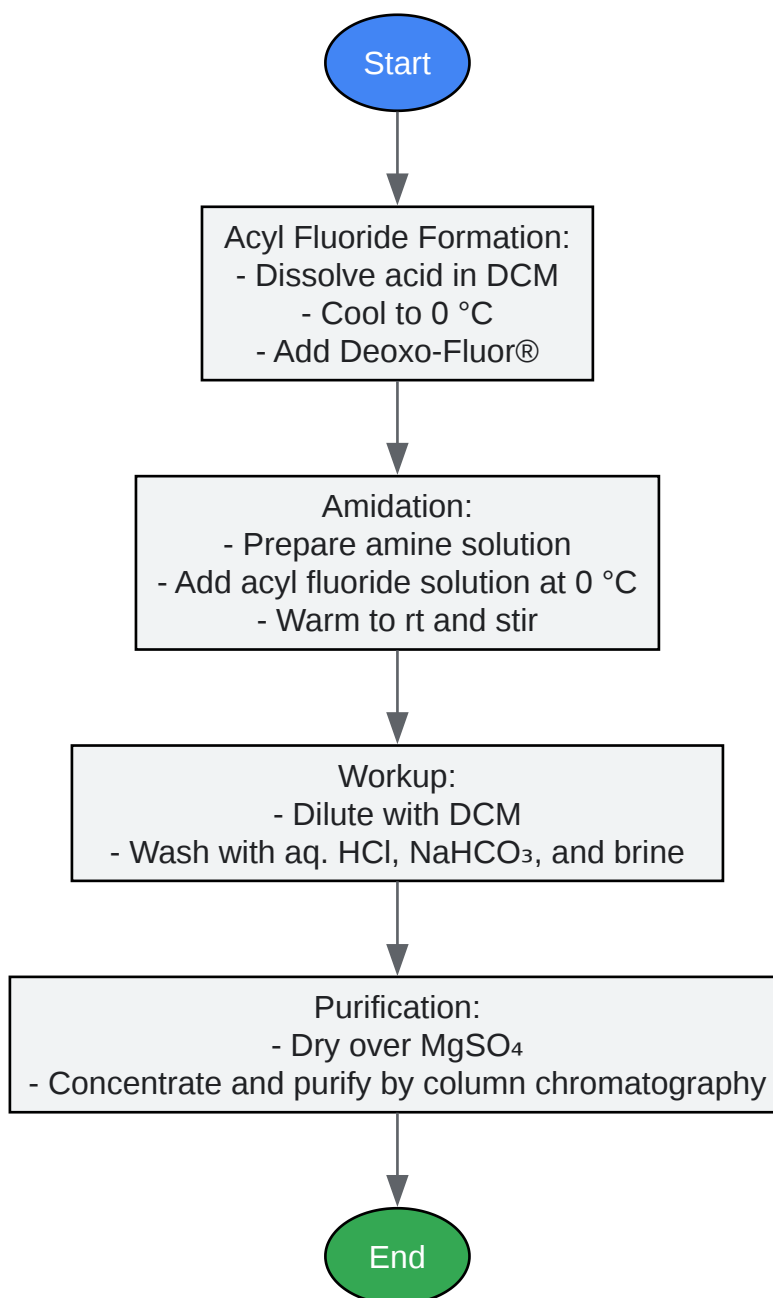 Start
Acyl Fluoride Formation:
- Dissolve acid in DCM
- Cool to 0 °C
- Add Deoxo-Fluor®
Amidation:
- Prepare amine solution
- Add acyl fluoride solution at 0 °C
- Warm to rt and stir
Workup:
- Dilute with DCM
- Wash with aq. HCl, NaHCO₃, and brine
Purification:
- Dry over MgSO₄
- Concentrate and purify by column chromatography
End